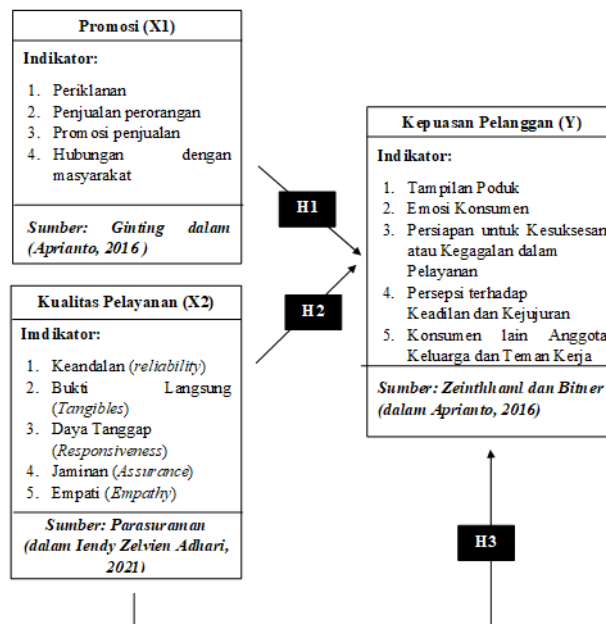 Promosi (X1)
Indikator:
1. Periklanan
2. Penjualan perorangan
3. Promosi penjualan
4. Hubungan dengan
masyarakat
Sumber: Ginting dalam
(Aprianto, 2016 )
Kualitas Pelayanan (X2)
Imdikator:
1. Keandalan (reliability)
2. Bukti Langsung
(Tangibles)
3. Daya Tanggap
(Responsiveness)
4. Jaminan (Assurance)
5. Empati (Empathy)
Sumber: Parasuraman
(dalam Iendy Zelvien Adhari,
2021)
H1
H2
Kepuasan Pelanggan (Y)
Indikator:
1. Tampilan Poduk
2. Emosi Konsumen
3. Persiapan untuk Kesuksesan
atau Kegagalan dalam
Pelayanan
4. Persepsi terhadap
Keadilan dan Kejujuran
5. Konsumen lain Anggota
Keluarga dan Teman Kerja
Sumber: Zeinthhaml dan Bitner
(dalam Aprianto, 2016)
H3